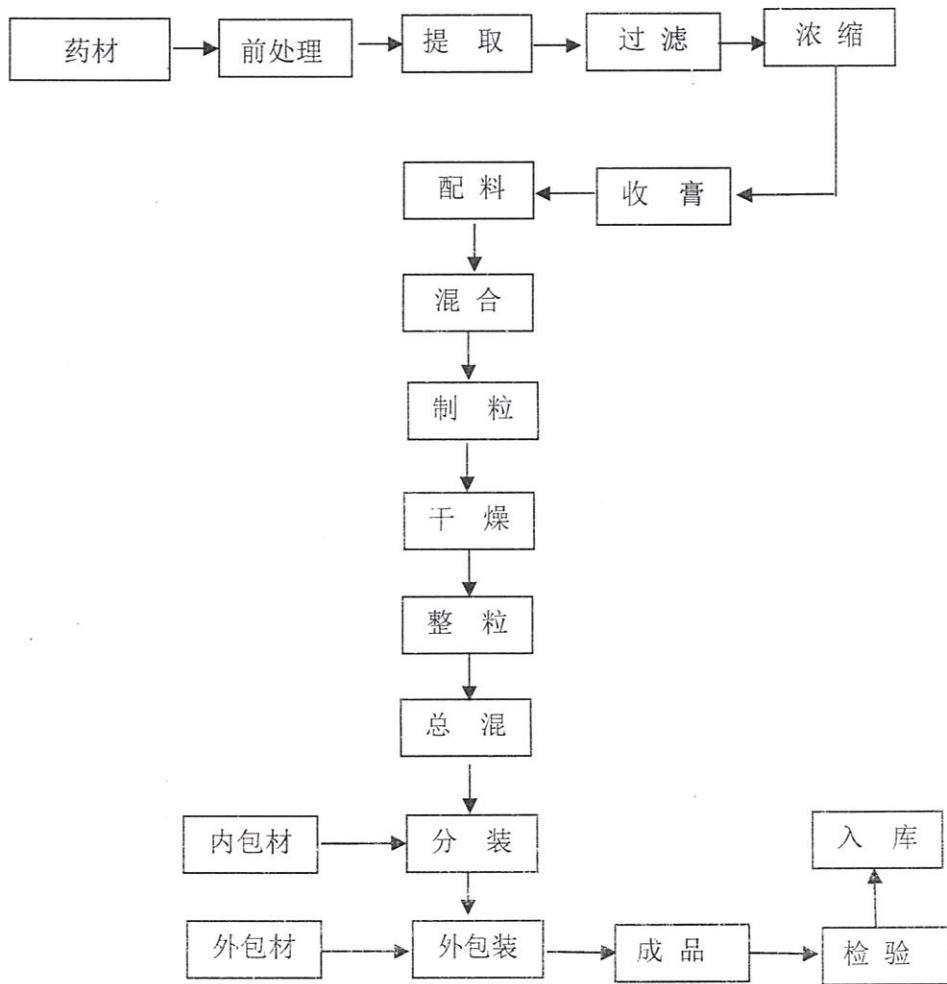 药材 前处理 提 取 过 滤 浓 缩
配 料 收 膏
混 合
制 粒
干 燥
整 粒
总 混
内包材 分 装 入 库
外包材 外包装 成 品 检 验